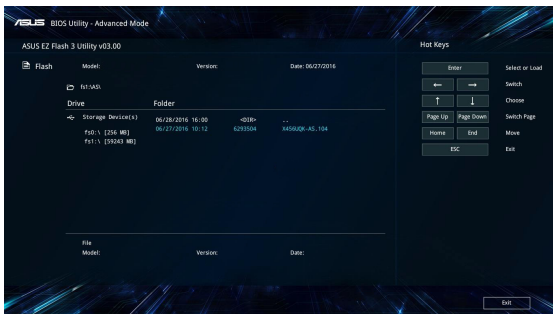 ASUS BIOS Utility - Advanced Mode
ASUS EZ Flash 3 Utility v03.00
Hot Keys
Flash Model: Version: Date: 06/27/2016
fs1:\AS\
Drive Folder
Storage Device(s) 06/28/2016 16:00 <DIR> ..
06/27/2016 10:12 6293504 X456UQK-AS.104
fs0:\ [256 MB]
fs1:\ [59243 MB]
File
Model: Version: Date:
Enter Select or Load
← → Switch
↑ ↓ Choose
Page Up Page Down Switch Page
Home End Move
ESC Exit
Exit